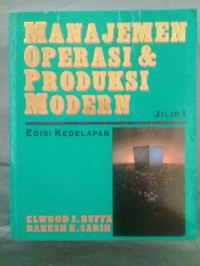 MANAJEMEN
OPERASI &
PRODUKSI
MODERN
JILID I
EDISI KEDELAPAN
ELWOOD S. BUFFA
RAKESH K. SARIN